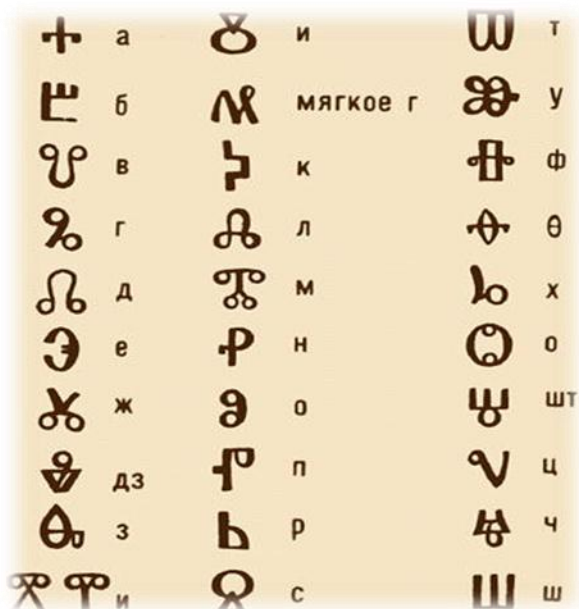 Ⰰ а
Ⰱ б
Ⰲ в
Ⰳ г
Ⰴ д
Ⰵ е
Ⰶ ж
Ⰷ дз
Ⰸ з
Ⰹ Ⰺ и
Ⰻ и
Ⰼ мягкое г
Ⰽ к
Ⰾ л
Ⰿ м
Ⱀ н
Ⱁ о
Ⱂ п
Ⱃ р
Ⱄ с
Ⱅ т
Ⱆ у
Ⱇ ф
Ⱚ ѳ
Ⱈ х
Ⱉ о
Ⱋ шт
Ⱌ ц
Ⱍ ч
Ⱎ ш